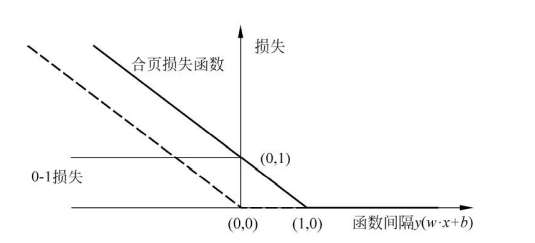 损失
合页损失函数
(0,1)
0-1损失
(0,0)
(1,0)
函数间隔y(w·x+b)